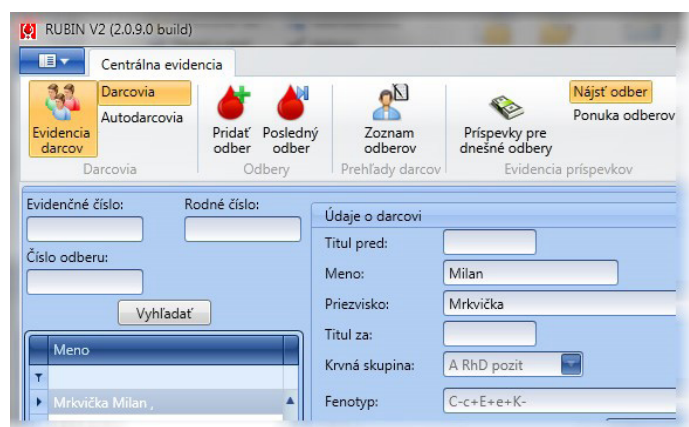 RUBIN V2 (2.0.9.0 build)
Centrálna evidencia
Evidencia darcov
Darcovia
Autodarcovia
Darcovia
Pridať odber
Posledný odber
Odbery
Zoznam odberov
Prehľady darcov
Príspevky pre dnešné odbery
Nájsť odber
Ponuka odberov
Evidencia príspevkov
Evidenčné číslo:
Rodné číslo:
Číslo odberu:
Vyhľadať
Meno
Mrkvička Milan ,
Údaje o darcovi
Titul pred:
Meno: Milan
Priezvisko: Mrkvička
Titul za:
Krvná skupina: A RhD pozit
Fenotyp: C-c+E+e+K-